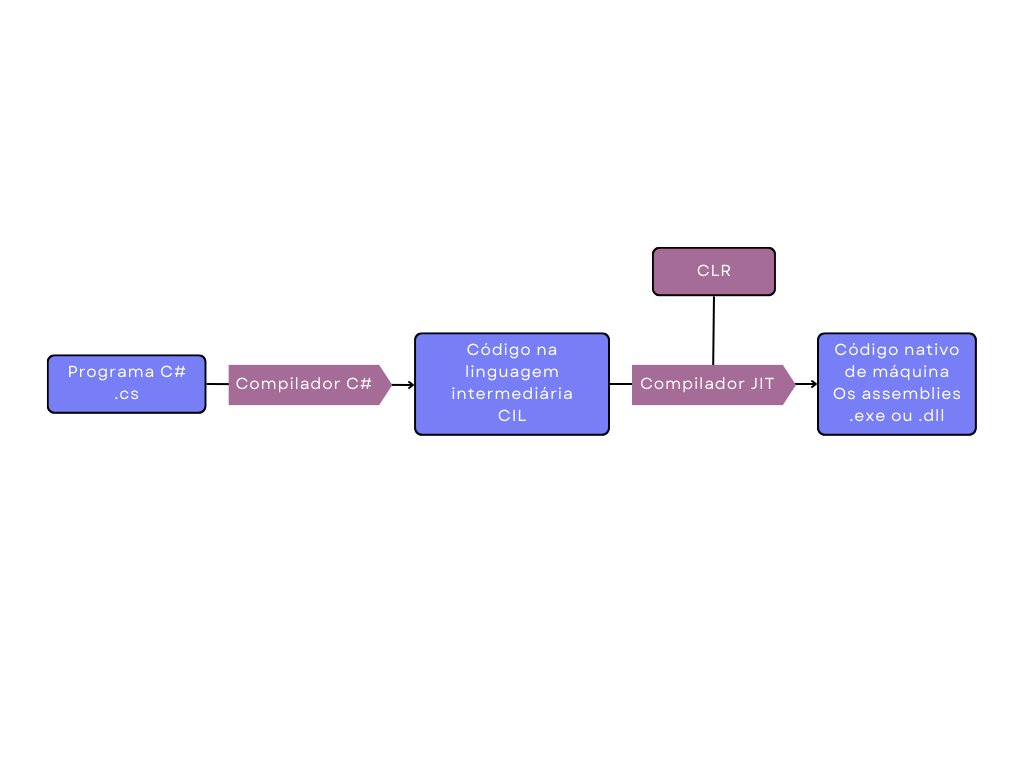 CLR
Programa C#
.cs
Compilador C#
Código na
linguagem
intermediária
CIL
Compilador JIT
Código nativo
de máquina
Os assemblies
.exe ou .dll